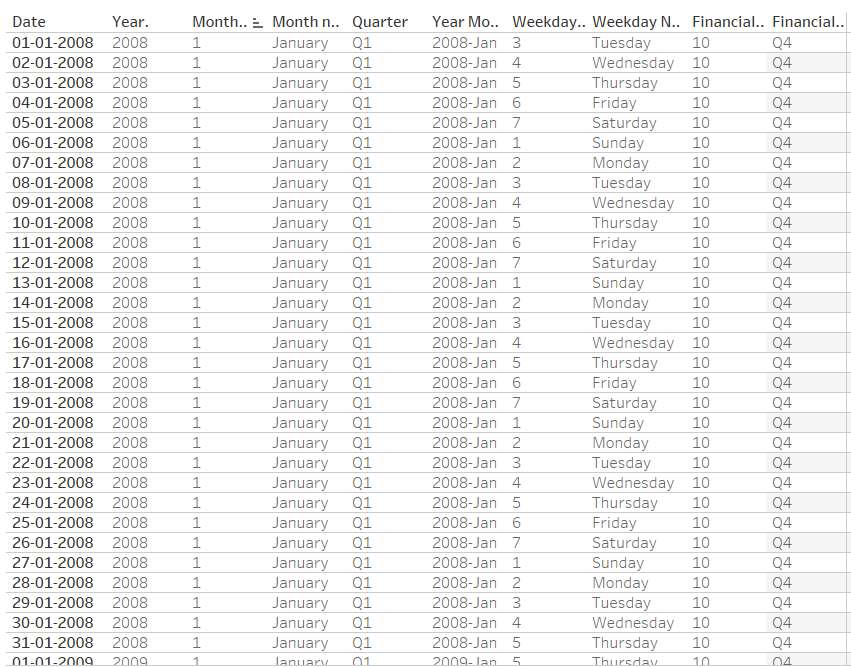 Date Year. Month.. Month n.. Quarter Year Mo.. Weekday.. Weekday N.. Financial.. Financial..
01-01-2008 2008 1 January Q1 2008-Jan 3 Tuesday 10 Q4
02-01-2008 2008 1 January Q1 2008-Jan 4 Wednesday 10 Q4
03-01-2008 2008 1 January Q1 2008-Jan 5 Thursday 10 Q4
04-01-2008 2008 1 January Q1 2008-Jan 6 Friday 10 Q4
05-01-2008 2008 1 January Q1 2008-Jan 7 Saturday 10 Q4
06-01-2008 2008 1 January Q1 2008-Jan 1 Sunday 10 Q4
07-01-2008 2008 1 January Q1 2008-Jan 2 Monday 10 Q4
08-01-2008 2008 1 January Q1 2008-Jan 3 Tuesday 10 Q4
09-01-2008 2008 1 January Q1 2008-Jan 4 Wednesday 10 Q4
10-01-2008 2008 1 January Q1 2008-Jan 5 Thursday 10 Q4
11-01-2008 2008 1 January Q1 2008-Jan 6 Friday 10 Q4
12-01-2008 2008 1 January Q1 2008-Jan 7 Saturday 10 Q4
13-01-2008 2008 1 January Q1 2008-Jan 1 Sunday 10 Q4
14-01-2008 2008 1 January Q1 2008-Jan 2 Monday 10 Q4
15-01-2008 2008 1 January Q1 2008-Jan 3 Tuesday 10 Q4
16-01-2008 2008 1 January Q1 2008-Jan 4 Wednesday 10 Q4
17-01-2008 2008 1 January Q1 2008-Jan 5 Thursday 10 Q4
18-01-2008 2008 1 January Q1 2008-Jan 6 Friday 10 Q4
19-01-2008 2008 1 January Q1 2008-Jan 7 Saturday 10 Q4
20-01-2008 2008 1 January Q1 2008-Jan 1 Sunday 10 Q4
21-01-2008 2008 1 January Q1 2008-Jan 2 Monday 10 Q4
22-01-2008 2008 1 January Q1 2008-Jan 3 Tuesday 10 Q4
23-01-2008 2008 1 January Q1 2008-Jan 4 Wednesday 10 Q4
24-01-2008 2008 1 January Q1 2008-Jan 5 Thursday 10 Q4
25-01-2008 2008 1 January Q1 2008-Jan 6 Friday 10 Q4
26-01-2008 2008 1 January Q1 2008-Jan 7 Saturday 10 Q4
27-01-2008 2008 1 January Q1 2008-Jan 1 Sunday 10 Q4
28-01-2008 2008 1 January Q1 2008-Jan 2 Monday 10 Q4
29-01-2008 2008 1 January Q1 2008-Jan 3 Tuesday 10 Q4
30-01-2008 2008 1 January Q1 2008-Jan 4 Wednesday 10 Q4
31-01-2008 2008 1 January Q1 2008-Jan 5 Thursday 10 Q4
01-01-2009 2009 1 January Q1 2009-Jan 5 Thursday 10 Q4